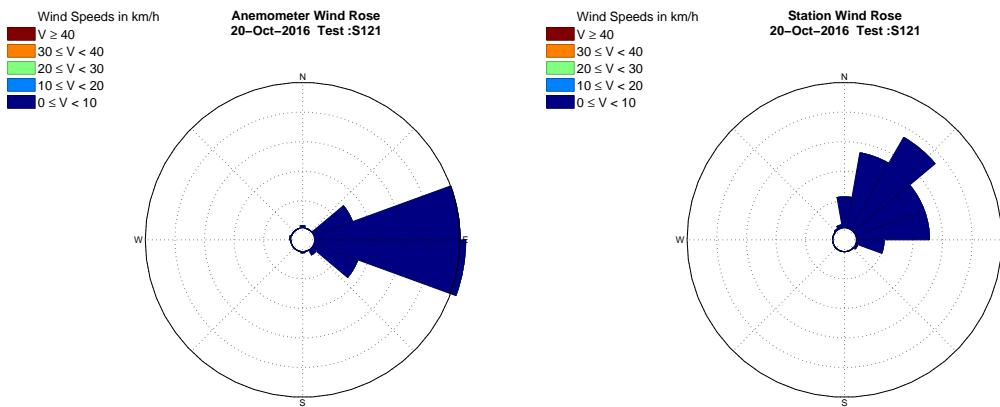 Wind Speeds in km/h
V ≥ 40
30 ≤ V < 40
20 ≤ V < 30
10 ≤ V < 20
0 ≤ V < 10
Anemometer Wind Rose
20−Oct−2016 Test :S121
N
W
E
S
Wind Speeds in km/h
V ≥ 40
30 ≤ V < 40
20 ≤ V < 30
10 ≤ V < 20
0 ≤ V < 10
Station Wind Rose
20−Oct−2016 Test :S121
N
W
S